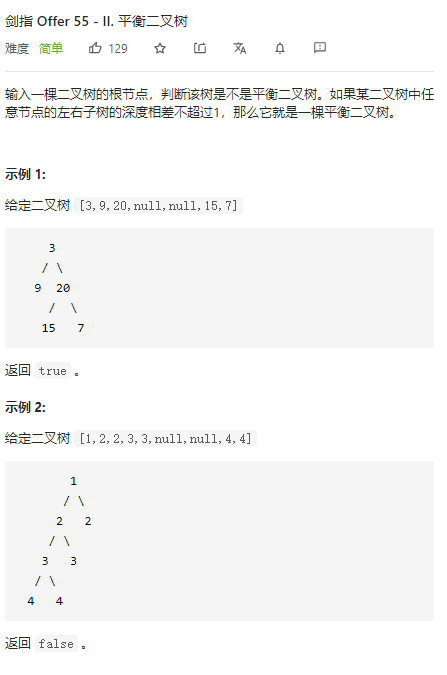 剑指 Offer 55 - II. 平衡二叉树
难度 简单 129
输入一棵二叉树的根节点，判断该树是不是平衡二叉树。如果某二叉树中任
意节点的左右子树的深度相差不超过1，那么它就是一棵平衡二叉树。
示例 1:
给定二叉树 [3,9,20,null,null,15,7]
3
/ \
9 20
/ \
15 7
返回 true 。
示例 2:
给定二叉树 [1,2,2,3,3,null,null,4,4]
1
/ \
2 2
/ \
3 3
/ \
4 4
返回 false 。